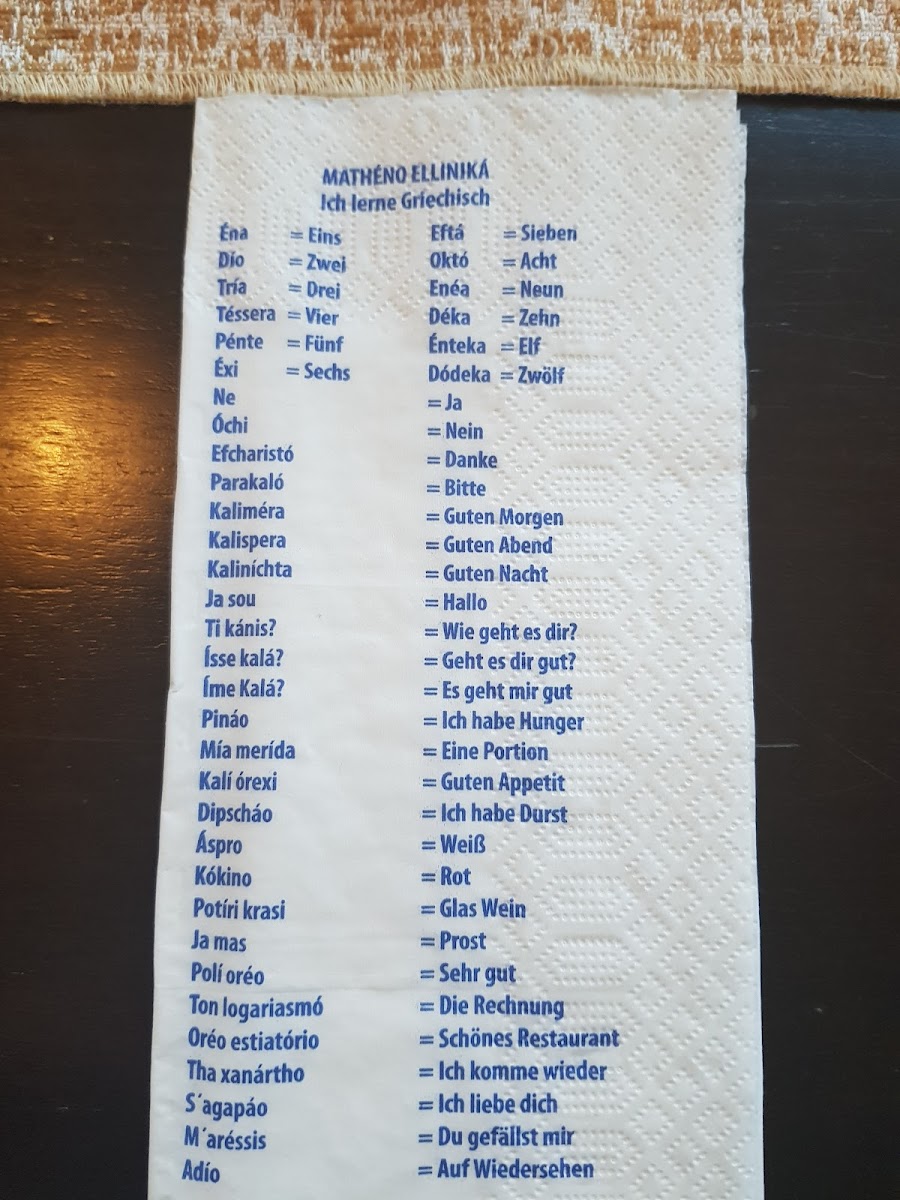 MATHÉNO ELLINIKÁ
Ich lerne Griechisch
Éna = Eins Eftá = Sieben
Dío = Zwei Októ = Acht
Tría = Drei Enéa = Neun
Téssera = Vier Déka = Zehn
Pénte = Fünf Énteka = Elf
Éxi = Sechs Dódeka = Zwölf
Ne = Ja
Óchi = Nein
Efcharistó = Danke
Parakaló = Bitte
Kaliméra = Guten Morgen
Kalispera = Guten Abend
Kaliníchta = Guten Nacht
Ja sou = Hallo
Ti kánis? = Wie geht es dir?
Ísse kalá? = Geht es dir gut?
Íme Kalá? = Es geht mir gut
Pináo = Ich habe Hunger
Mía merída = Eine Portion
Kalí órexi = Guten Appetit
Dipscháo = Ich habe Durst
Áspro = Weiß
Kókino = Rot
Potíri krasi = Glas Wein
Ja mas = Prost
Polí oréo = Sehr gut
Ton logariasmó = Die Rechnung
Oréo estiatório = Schönes Restaurant
Tha xanártho = Ich komme wieder
S´agapáo = Ich liebe dich
M´aréssis = Du gefällst mir
Adío = Auf Wiedersehen